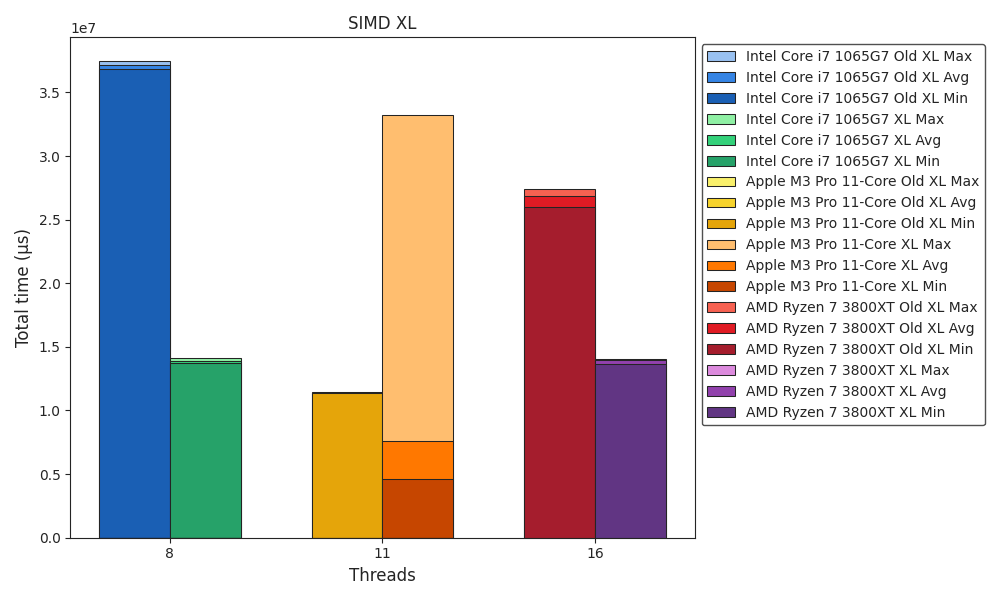 SIMD XL
1e7
3.5
3.0
2.5
2.0
1.5
1.0
0.5
0.0
Total time (μs)
8
11
16
Threads
Intel Core i7 1065G7 Old XL Max
Intel Core i7 1065G7 Old XL Avg
Intel Core i7 1065G7 Old XL Min
Intel Core i7 1065G7 XL Max
Intel Core i7 1065G7 XL Avg
Intel Core i7 1065G7 XL Min
Apple M3 Pro 11-Core Old XL Max
Apple M3 Pro 11-Core Old XL Avg
Apple M3 Pro 11-Core Old XL Min
Apple M3 Pro 11-Core XL Max
Apple M3 Pro 11-Core XL Avg
Apple M3 Pro 11-Core XL Min
AMD Ryzen 7 3800XT Old XL Max
AMD Ryzen 7 3800XT Old XL Avg
AMD Ryzen 7 3800XT Old XL Min
AMD Ryzen 7 3800XT XL Max
AMD Ryzen 7 3800XT XL Avg
AMD Ryzen 7 3800XT XL Min